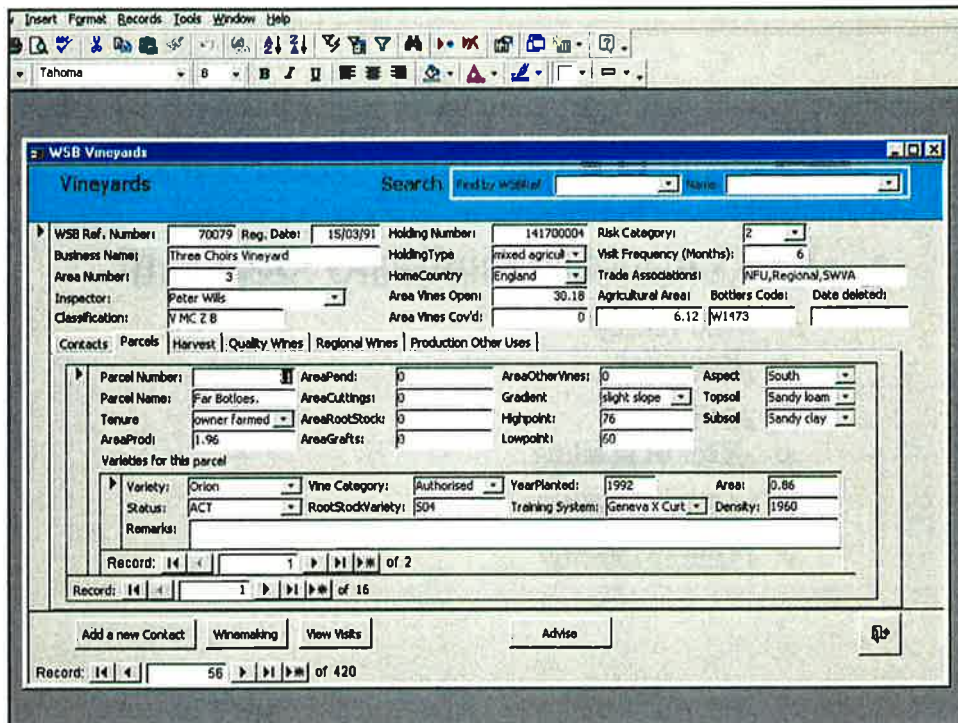 Insert Format Records Tools Window Help
Tahoma 8 B I U
WSB Vineyards
Vineyards Search Find by WSBRef Name
WSB Ref. Number: 70079 Reg. Date: 15/03/91 Holding Number: 141700004 Risk Category: 2
Business Name: Three Choirs Vineyard HoldingType mixed agricul Visit Frequency (Months): 6
Area Number: 3 HomeCountry England Trade Associations: NFU,Regional,SWVA
Inspector: Peter Wills Area Vines Open: 30.18 Agricultural Area: Bottlers Code: Date deleted:
Classification: V MC 2 B Area Vines Cov'd: 0 6.12 W1473
Contacts Parcels Harvest Quality Wines Regional Wines Production Other Uses
Parcel Number: 1 AreaPend: 0 AreaOtherVines: 0 Aspect South
Parcel Name: Far Botloes. AreaCuttings: 0 Gradient slight slope Topsoil Sandy loam
Tenure owner farmed AreaRootStock: 0 Highpoint: 76 Subsoil Sandy clay
AreaProd: 1.96 AreaGrafts: 0 Lowpoint: 60
Varieties for this parcel
Variety: Orion Vine Category: Authorised YearPlanted: 1992 Area: 0.86
Status: ACT RootStockVariety: SO4 Training System: Geneva X Curt Density: 1960
Remarks:
Record: 1 of 2
Record: 1 of 16
Add a new Contact Winemaking View Visits Advise
Record: 56 of 420